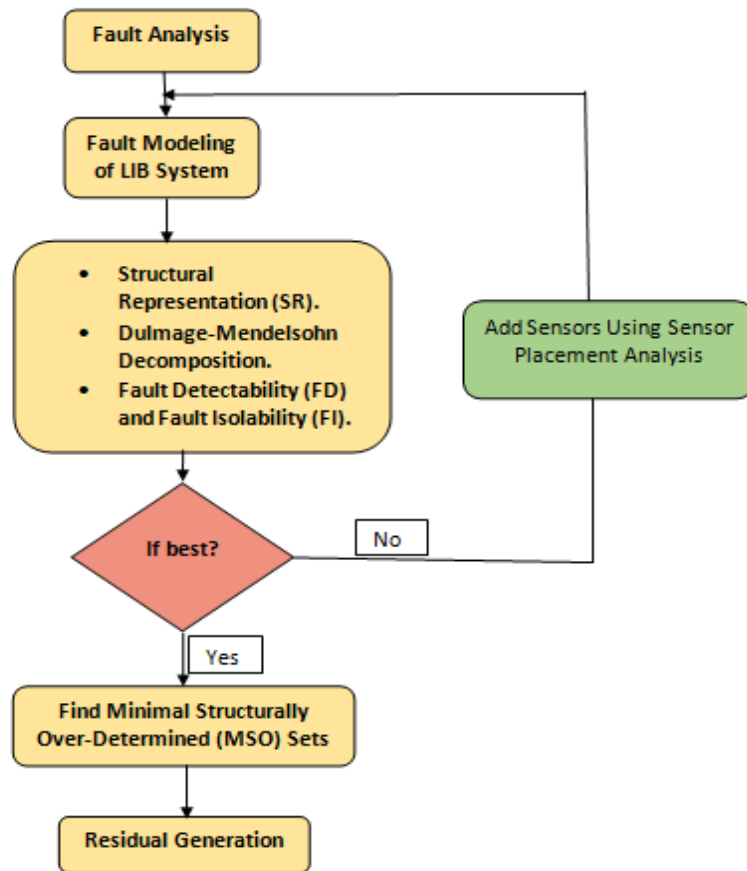 Fault Analysis
Fault Modeling
of LIB System
• Structural
Representation (SR).
• Dulmage-Mendelsohn
Decomposition.
• Fault Detectability (FD)
and Fault Isolability (FI).
Add Sensors Using Sensor
Placement Analysis
If best?
No
Yes
Find Minimal Structurally
Over-Determined (MSO) Sets
Residual Generation